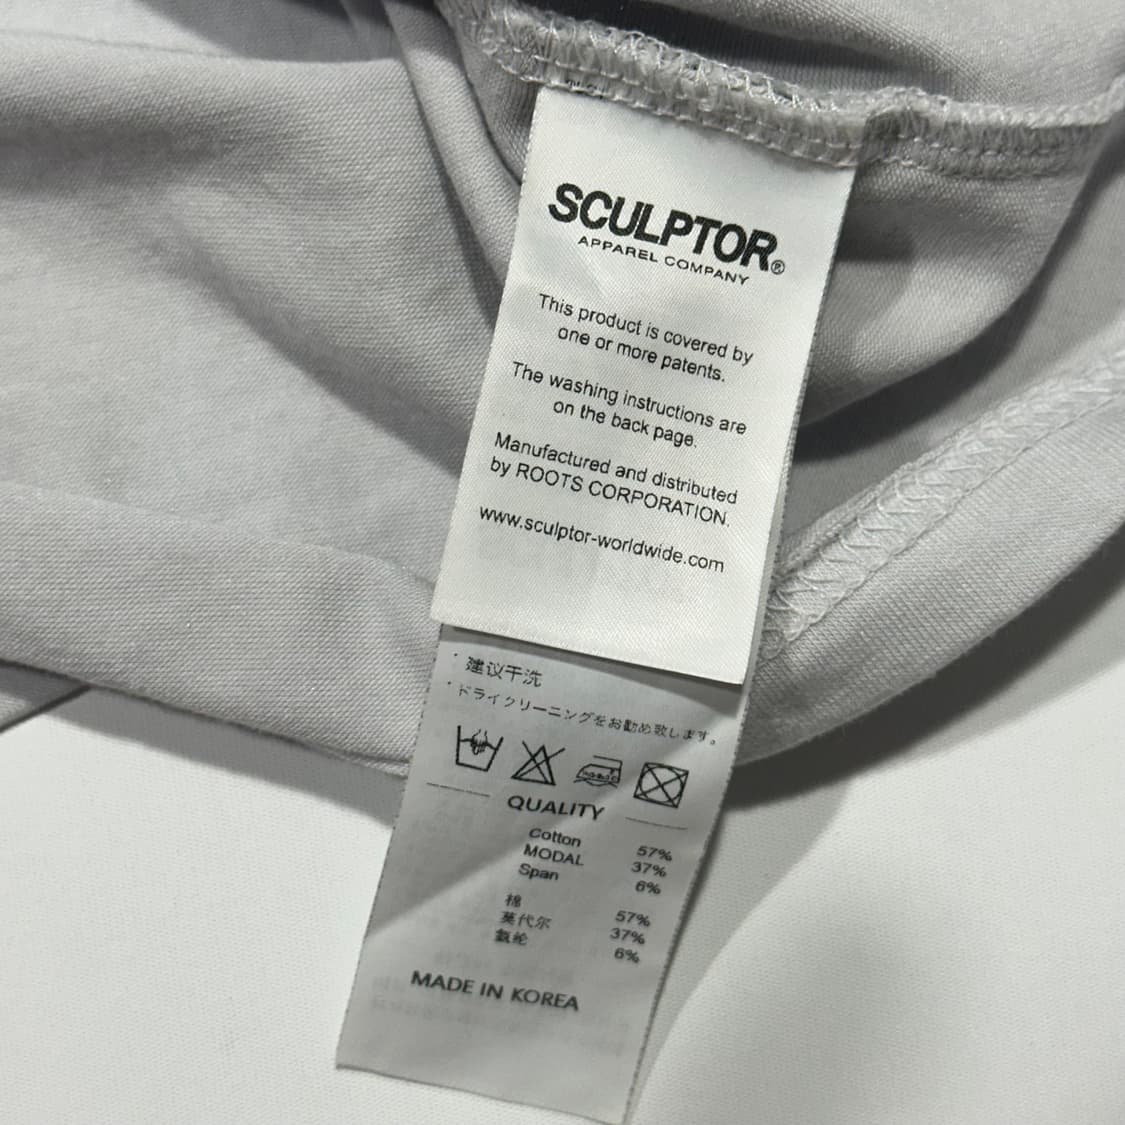 SCULPTOR®
APPAREL COMPANY
This product is covered by
one or more patents.
The washing instructions are
on the back page.
Manufactured and distributed
by ROOTS CORPORATION.
www.sculptor-worldwide.com
・建议干洗
・ドライクリーニングをお勧め致します。
QUALITY
Cotton 57%
MODAL 37%
Span 6%
棉 57%
莫代尔 37%
氨纶 6%
MADE IN KOREA